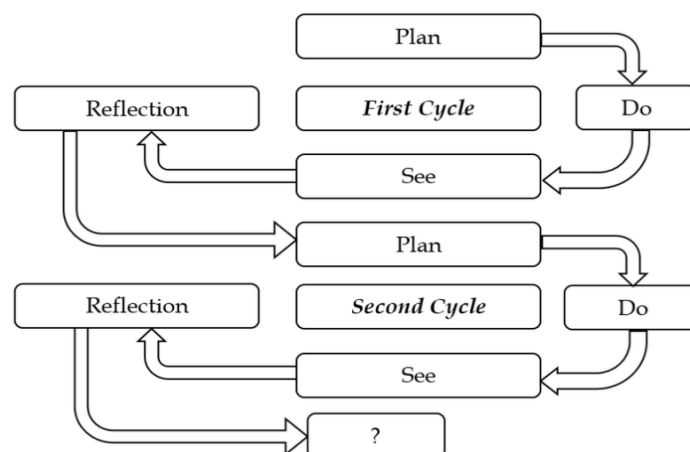 Plan
Reflection
First Cycle
Do
See
Plan
Reflection
Second Cycle
Do
See
?